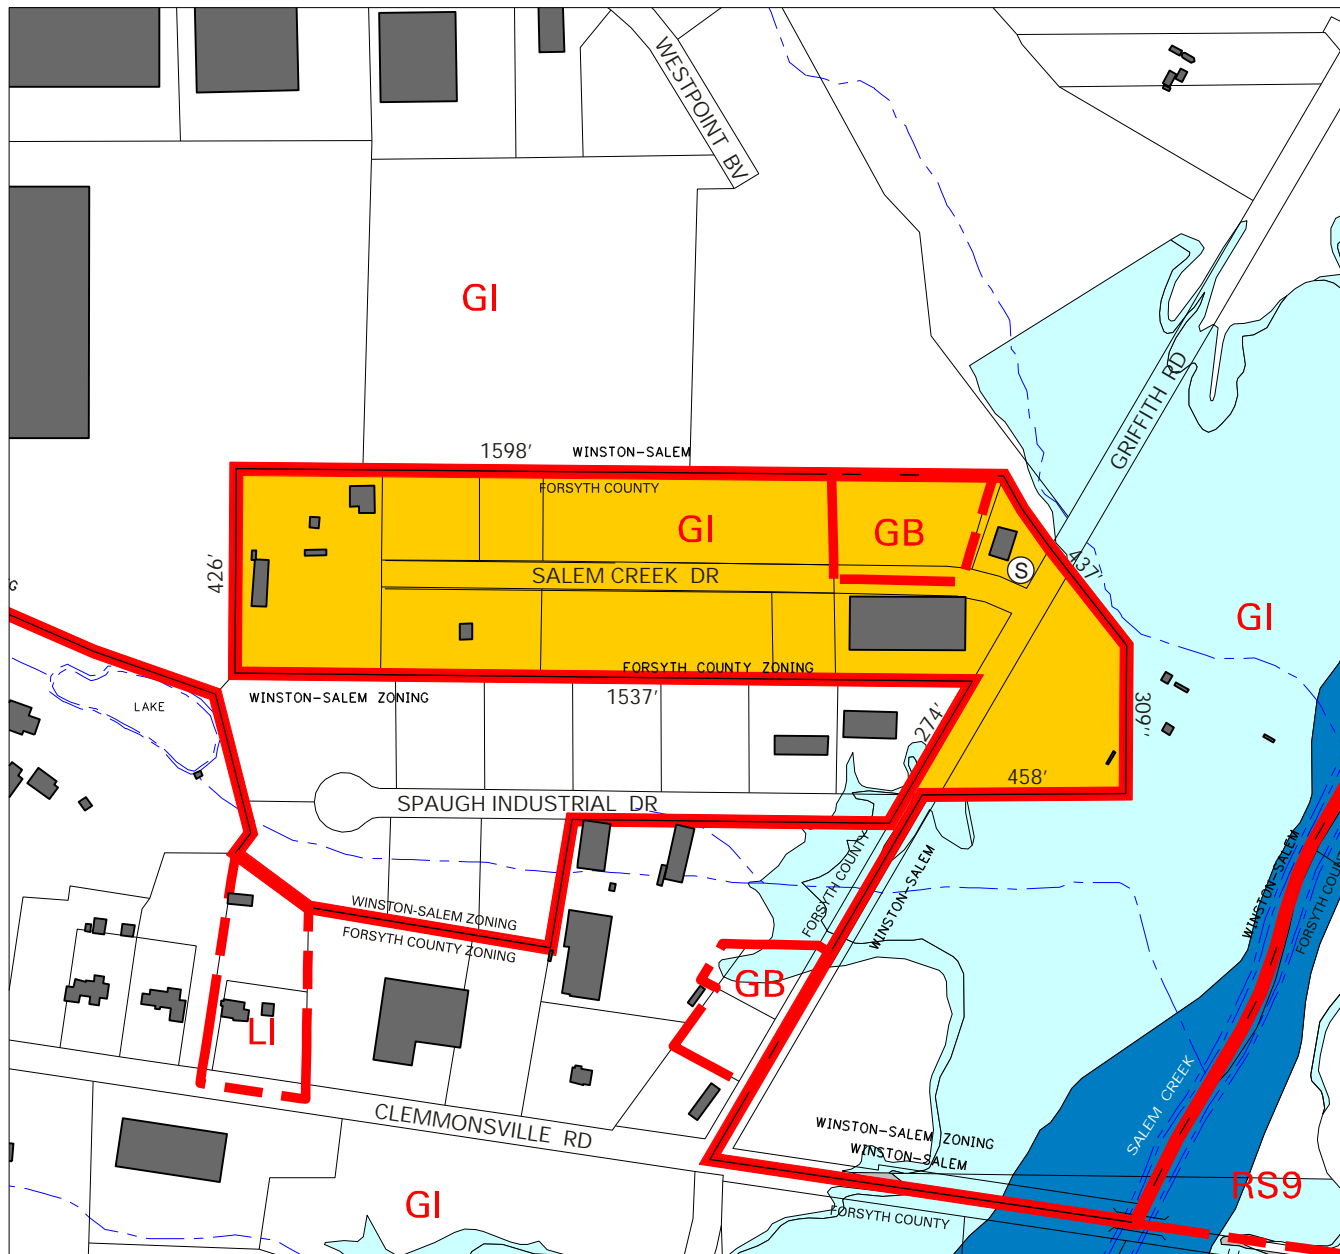 WESTPOINT BV
GI
GRIFFITH RD
1598'
WINSTON-SALEM
FORSYTH COUNTY
GI
GB
S
437'
426'
SALEM CREEK DR
G
GI
FORSYTH COUNTY ZONING
WINSTON-SALEM ZONING
1537'
LAKE
274'
309''
458'
SPAUGH INDUSTRIAL DR
FORSYTH COUNTY
WINSTON-SALEM
WINSTON-SALEM
FORSYTH COUNT
WINSTON-SALEM ZONING
FORSYTH COUNTY ZONING
GB
LI
SALEM CREEK
CLEMMONSVILLE RD
WINSTON-SALEM ZONING
WINSTON-SALEM
GI
FORSYTH COUNTY
RS9